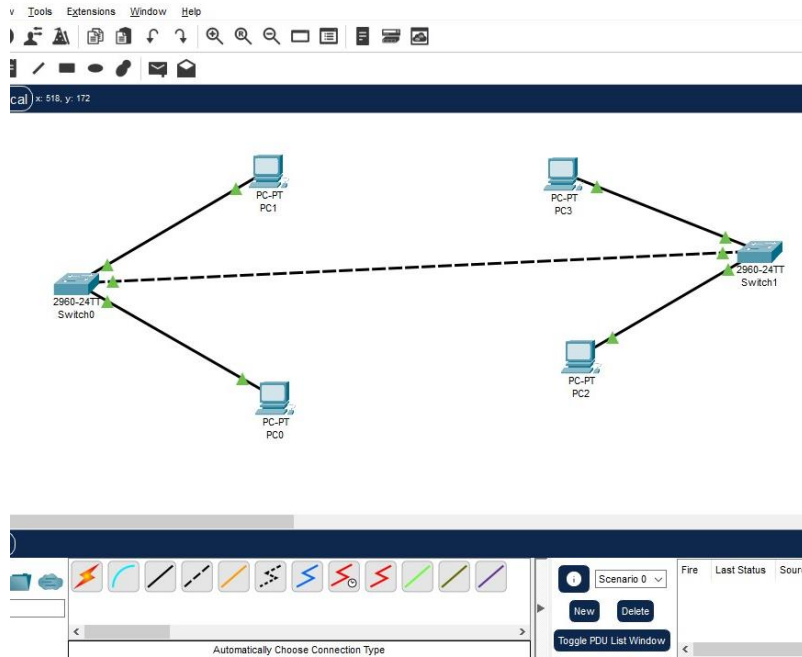 Tools Extensions Window Help
cal) x: 518, y: 172
PC-PT
PC1
PC-PT
PC3
2960-24TT
Switch0
2960-24TT
Switch1
PC-PT
PC2
PC-PT
PC0
Scenario 0
Fire Last Status
New Delete
Toggle PDU List Window
Automatically Choose Connection Type